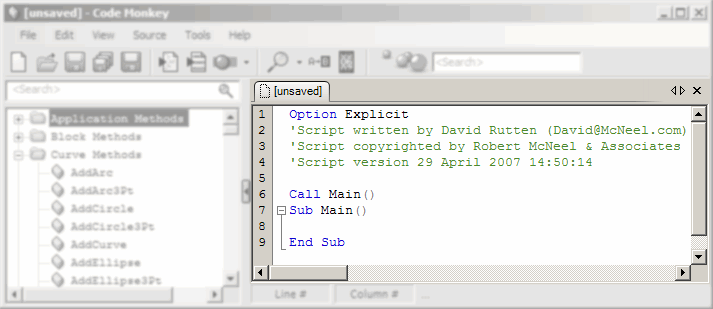 [unsaved] - Code Monkey
File Edit View Source Tools Help
<Search>
<Search>
Application Methods
Block Methods
Curve Methods
AddArc
AddArc3Pt
AddCircle
AddCircle3Pt
AddCurve
AddEllipse
AddEllipse3Pt
[unsaved]
1 Option Explicit
2 'Script written by David Rutten (David@McNeel.com)
3 'Script copyrighted by Robert McNeel & Associates
4 'Script version 29 April 2007 14:50:14
5
6 Call Main()
7 Sub Main()
8
9 End Sub
Line # Column # ...